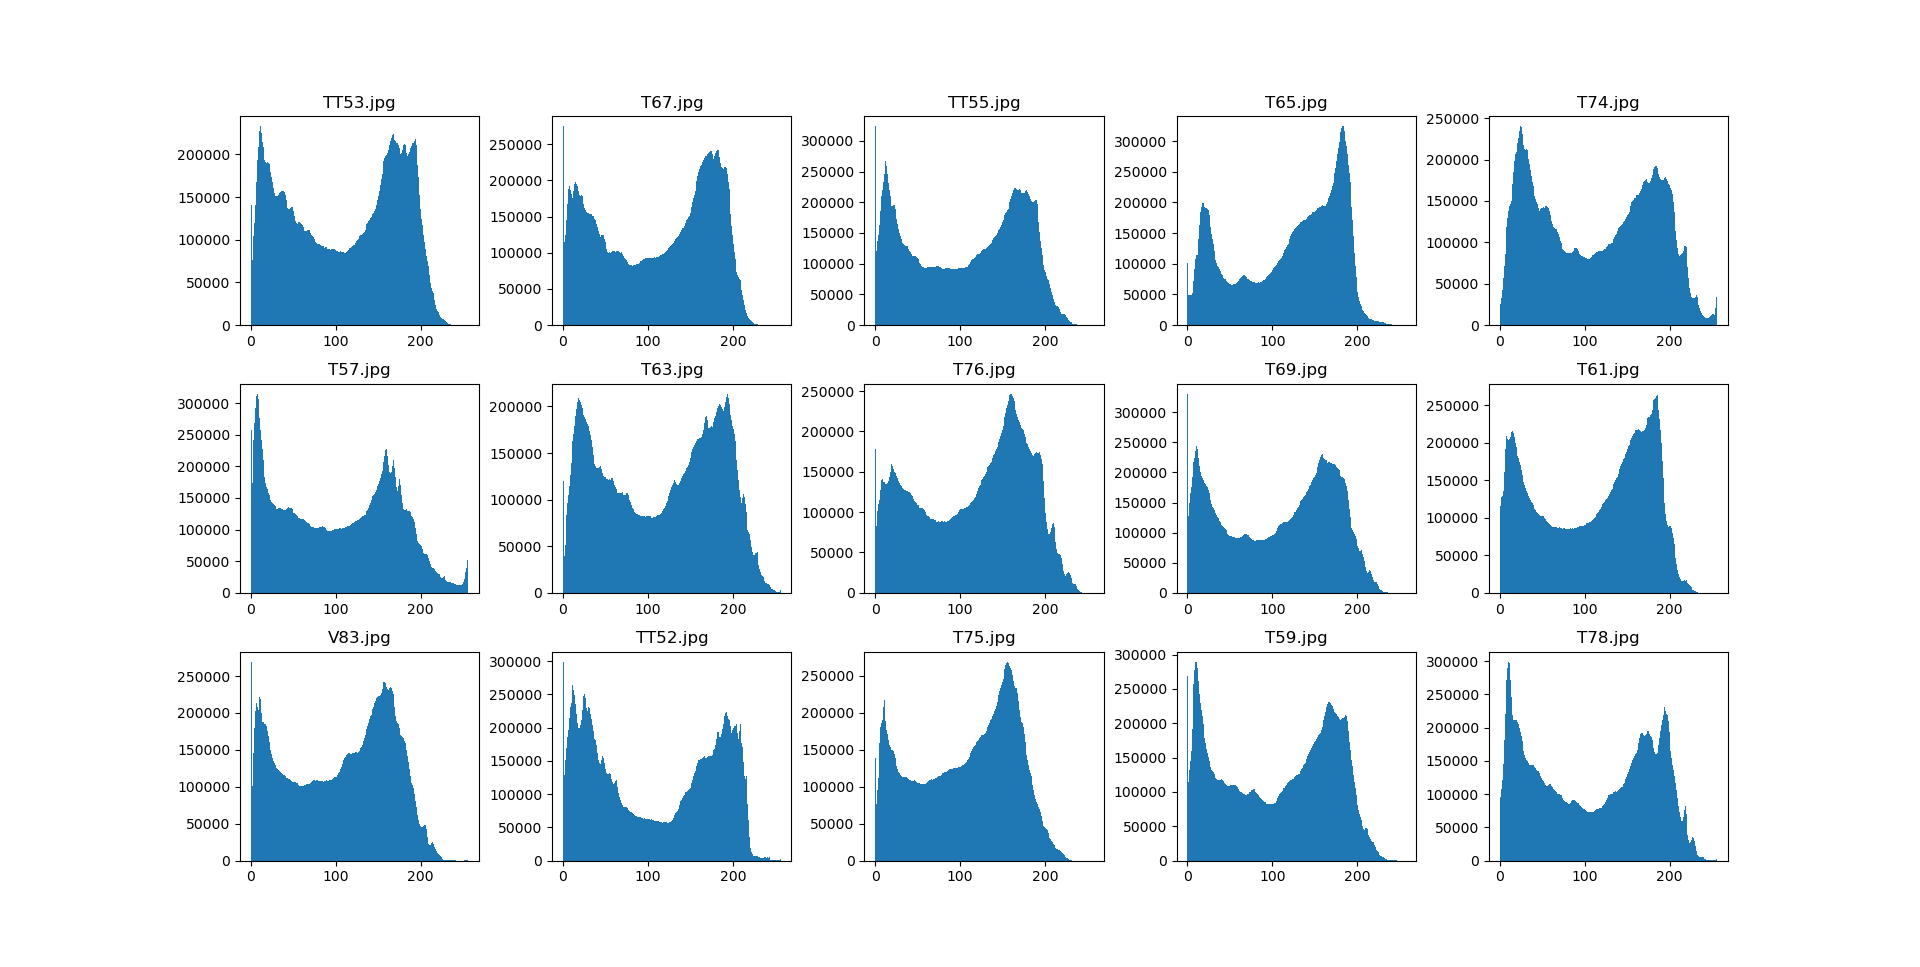 TT53.jpg T67.jpg TT55.jpg T65.jpg T74.jpg
200000 150000 100000 50000 0
250000 200000 150000 100000 50000 0
300000 250000 200000 150000 100000 50000 0
300000 250000 200000 150000 100000 50000 0
250000 200000 150000 100000 50000 0
0 100 200 0 100 200 0 100 200 0 100 200 0 100 200
T57.jpg T63.jpg T76.jpg T69.jpg T61.jpg
300000 250000 200000 150000 100000 50000 0
200000 150000 100000 50000 0
250000 200000 150000 100000 50000 0
300000 250000 200000 150000 100000 50000 0
250000 200000 150000 100000 50000 0
0 100 200 0 100 200 0 100 200 0 100 200 0 100 200
V83.jpg TT52.jpg T75.jpg T59.jpg T78.jpg
250000 200000 150000 100000 50000 0
300000 250000 200000 150000 100000 50000 0
250000 200000 150000 100000 50000 0
300000 250000 200000 150000 100000 50000 0
300000 250000 200000 150000 100000 50000 0
0 100 200 0 100 200 0 100 200 0 100 200 0 100 200